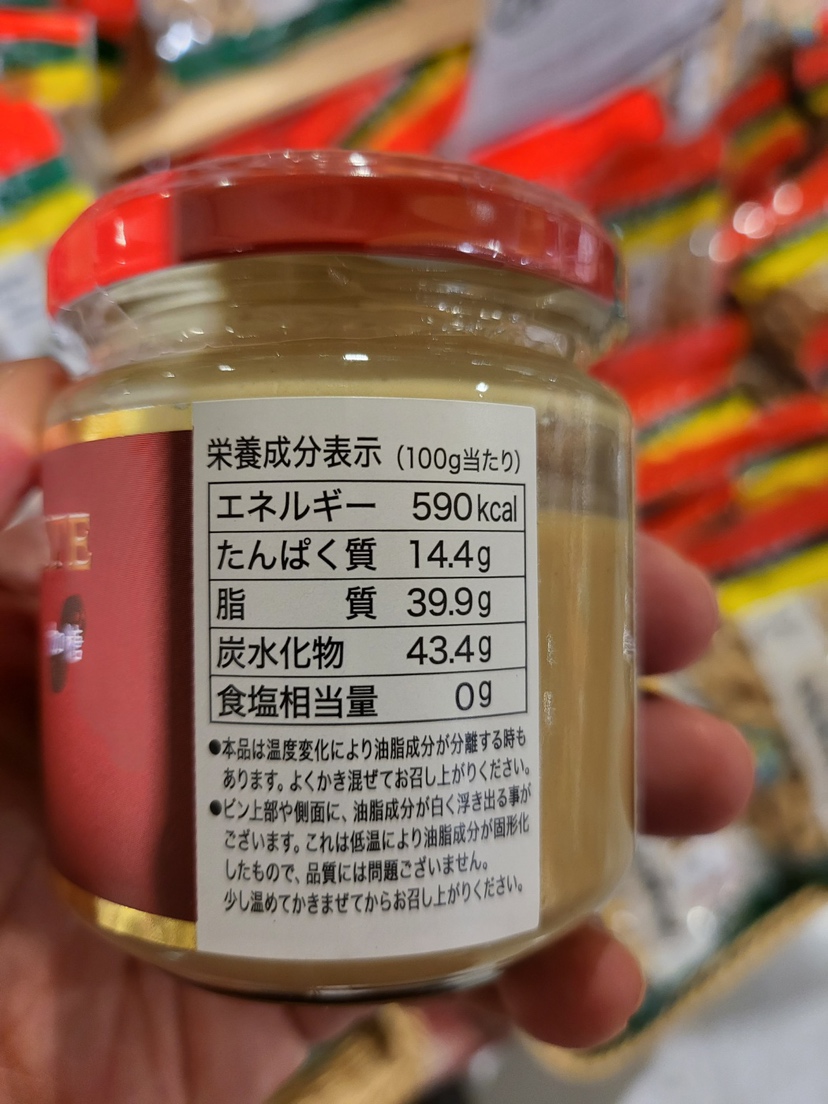 栄養成分表示 (100g当たり)
エネルギー 590kcal
たんぱく質 14.4g
脂 質 39.9g
炭水化物 43.4g
食塩相当量 0g
●本品は温度変化により油脂成分が分離する時も
あります。よくかき混ぜてお召し上がりください。
●ビン上部や側面に、油脂成分が白く浮き出る事が
ございます。これは低温により油脂成分が固形化
したもので、品質には問題ございません。
少し温めてかきまぜてからお召し上がりください。